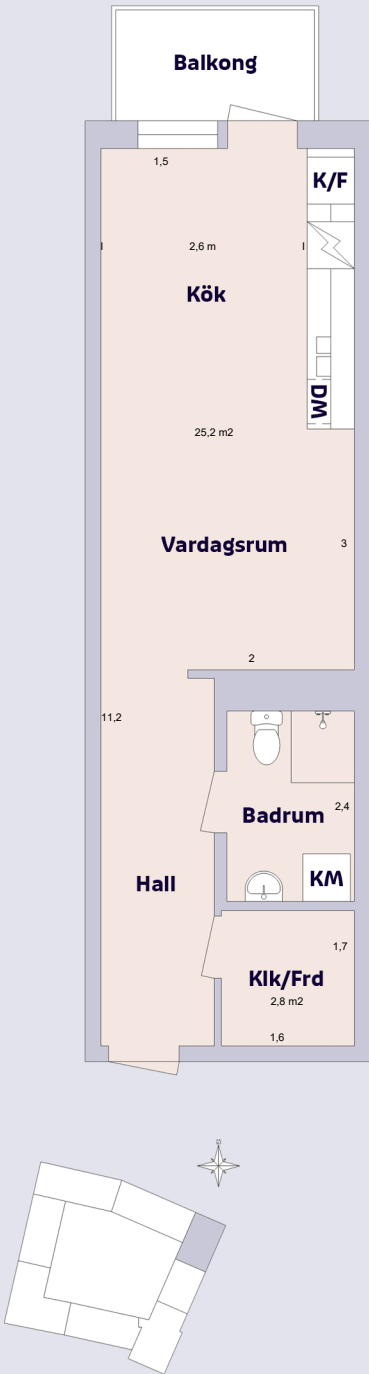 Balkong
1,5
K/F
2,6 m
Kök
DM
25,2 m2
Vardagsrum
3
2
11,2
Badrum
2,4
Hall
KM
1,7
Klk/Frd
2,8 m2
1,6